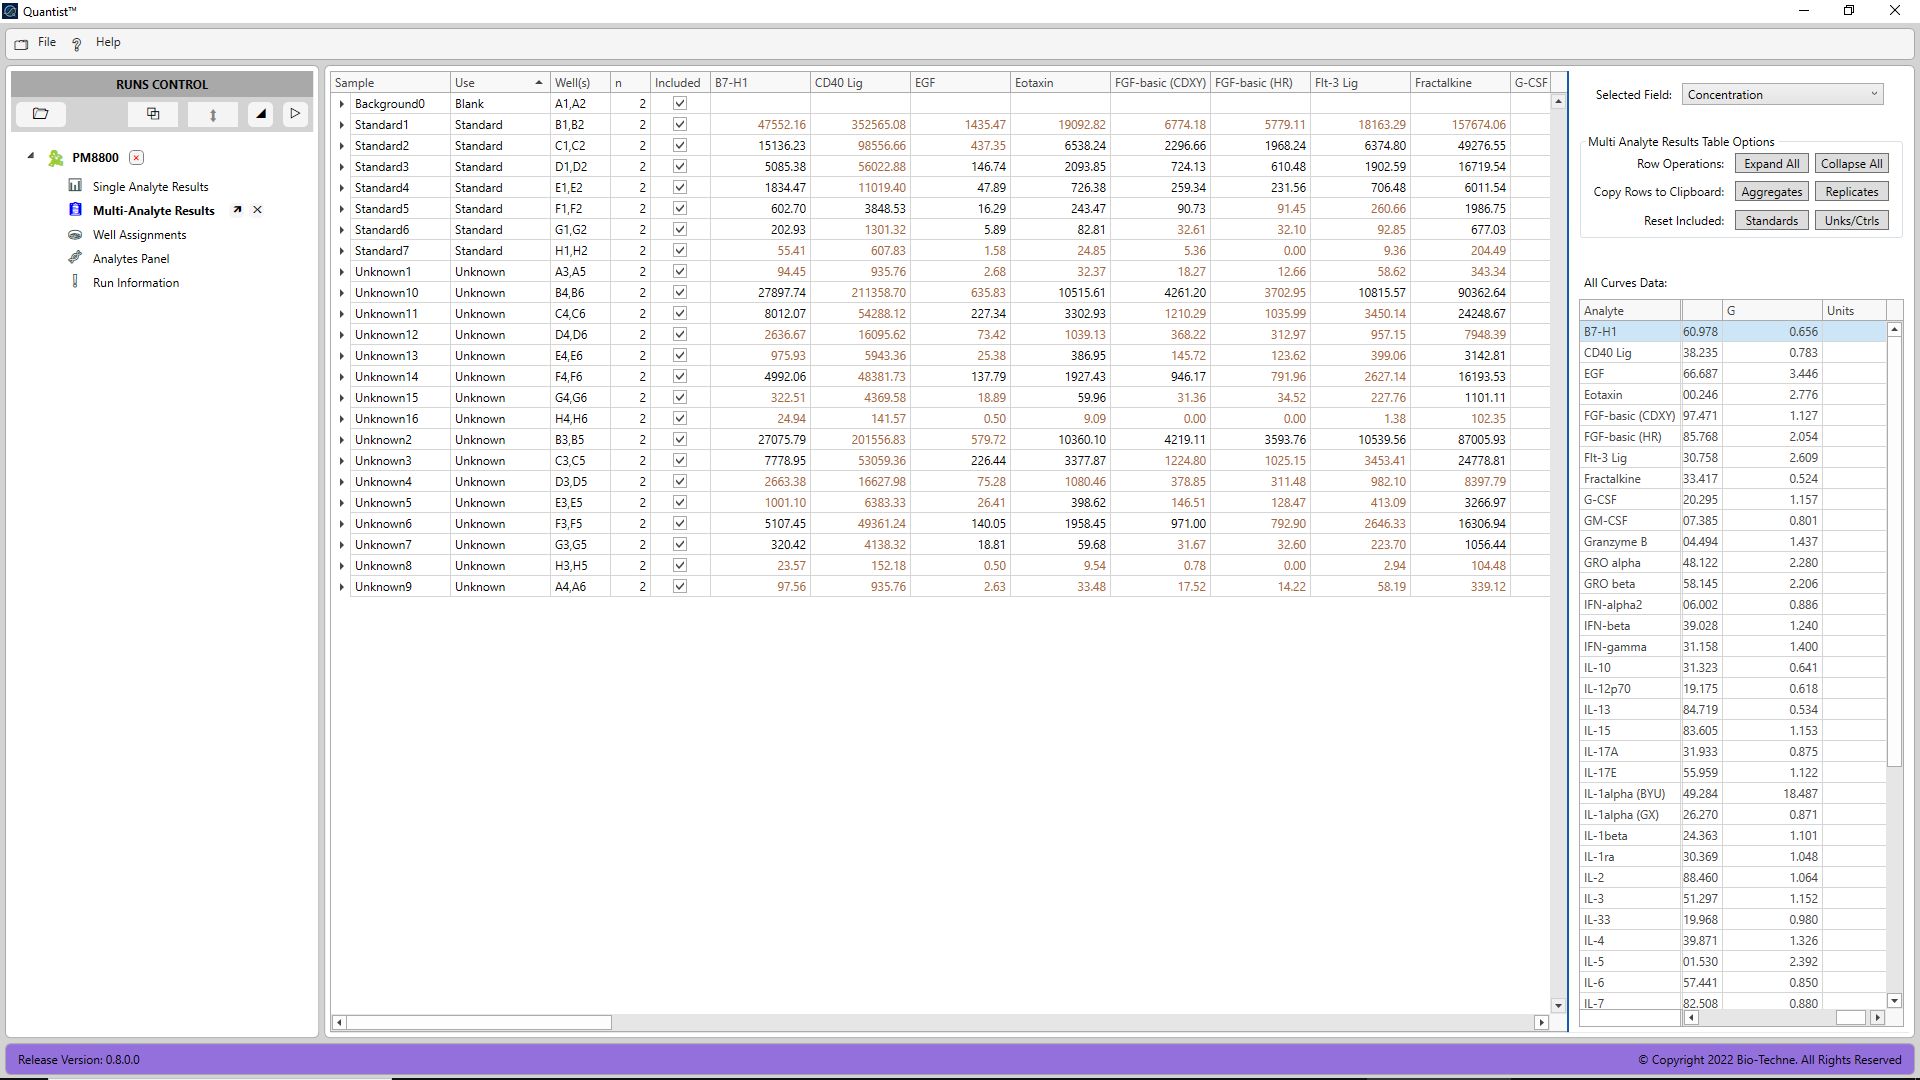 Quantist™
File Help
RUNS CONTROL
PM8800
Single Analyte Results
Multi-Analyte Results
Well Assignments
Analytes Panel
Run Information
Sample Use Well(s) n Included B7-H1 CD40 Lig EGF Eotaxin FGF-basic (CDXY) FGF-basic (HR) Flt-3 Lig Fractalkine G-CSF
Background0 Blank A1,A2 2
Standard1 Standard B1,B2 2 47552.16 352565.08 1435.47 19092.82 6774.18 5779.11 18163.29 157674.06
Standard2 Standard C1,C2 2 15136.23 98556.66 437.35 6538.24 2296.66 1968.24 6374.80 49276.55
Standard3 Standard D1,D2 2 5085.38 56022.88 146.74 2093.85 724.13 610.48 1902.59 16719.54
Standard4 Standard E1,E2 2 1834.47 11019.40 47.89 726.38 259.34 231.56 706.48 6011.54
Standard5 Standard F1,F2 2 602.70 3848.53 16.29 243.47 90.73 91.45 260.66 1986.75
Standard6 Standard G1,G2 2 202.93 1301.32 5.89 82.81 32.61 32.10 92.85 677.03
Standard7 Standard H1,H2 2 55.41 607.83 1.58 24.85 5.36 0.00 9.36 204.49
Unknown1 Unknown A3,A5 2 94.45 935.76 2.68 32.37 18.27 12.66 58.62 343.34
Unknown10 Unknown B4,B6 2 27897.74 211358.70 635.83 10515.61 4261.20 3702.95 10815.57 90362.64
Unknown11 Unknown C4,C6 2 8012.07 54288.12 227.34 3302.93 1210.29 1035.99 3450.14 24248.67
Unknown12 Unknown D4,D6 2 2636.67 16095.62 73.42 1039.13 368.22 312.97 957.15 7948.39
Unknown13 Unknown E4,E6 2 975.93 5943.36 25.38 386.95 145.72 123.62 399.06 3142.81
Unknown14 Unknown F4,F6 2 4992.06 48381.73 137.79 1927.43 946.17 791.96 2627.14 16193.53
Unknown15 Unknown G4,G6 2 322.51 4369.58 18.89 59.96 31.36 34.52 227.76 1101.11
Unknown16 Unknown H4,H6 2 24.94 141.57 0.50 9.09 0.00 0.00 1.38 102.35
Unknown2 Unknown B3,B5 2 27075.79 201556.83 579.72 10360.10 4219.11 3593.76 10539.56 87005.93
Unknown3 Unknown C3,C5 2 7778.95 53059.36 226.44 3377.87 1224.80 1025.15 3453.41 24778.81
Unknown4 Unknown D3,D5 2 2663.38 16627.98 75.28 1080.46 378.85 311.48 982.10 8397.79
Unknown5 Unknown E3,E5 2 1001.10 6383.33 26.41 398.62 146.51 128.47 413.09 3266.97
Unknown6 Unknown F3,F5 2 5107.45 49361.24 140.05 1958.45 971.00 792.90 2646.33 16306.94
Unknown7 Unknown G3,G5 2 320.42 4138.32 18.81 59.68 31.67 32.60 223.70 1056.44
Unknown8 Unknown H3,H5 2 23.57 152.18 0.50 9.54 0.78 0.00 2.94 104.48
Unknown9 Unknown A4,A6 2 97.56 935.76 2.63 33.48 17.52 14.22 58.19 339.12
Selected Field: Concentration
Multi Analyte Results Table Options
Row Operations: Expand All Collapse All
Copy Rows to Clipboard: Aggregates Replicates
Reset Included: Standards Unks/Ctrls
All Curves Data:
Analyte G Units
B7-H1 60.978 0.656
CD40 Lig 38.235 0.783
EGF 66.687 3.446
Eotaxin 00.246 2.776
FGF-basic (CDXY) 97.471 1.127
FGF-basic (HR) 85.768 2.054
Flt-3 Lig 30.758 2.609
Fractalkine 33.417 0.524
G-CSF 20.295 1.157
GM-CSF 07.385 0.801
Granzyme B 04.494 1.437
GRO alpha 48.122 2.280
GRO beta 58.145 2.206
IFN-alpha2 06.002 0.886
IFN-beta 39.028 1.240
IFN-gamma 31.158 1.400
IL-10 31.323 0.641
IL-12p70 19.175 0.618
IL-13 84.719 0.534
IL-15 83.605 1.153
IL-17A 31.933 0.875
IL-17E 55.959 1.122
IL-1alpha (BYU) 49.284 18.487
IL-1alpha (GX) 26.270 0.871
IL-1beta 24.363 1.101
IL-1ra 30.369 1.048
IL-2 88.460 1.064
IL-3 51.297 1.152
IL-33 19.968 0.980
IL-4 39.871 1.326
IL-5 01.530 2.392
IL-6 57.441 0.850
IL-7 82.508 0.880
Release Version: 0.8.0.0
© Copyright 2022 Bio-Techne. All Rights Reserved